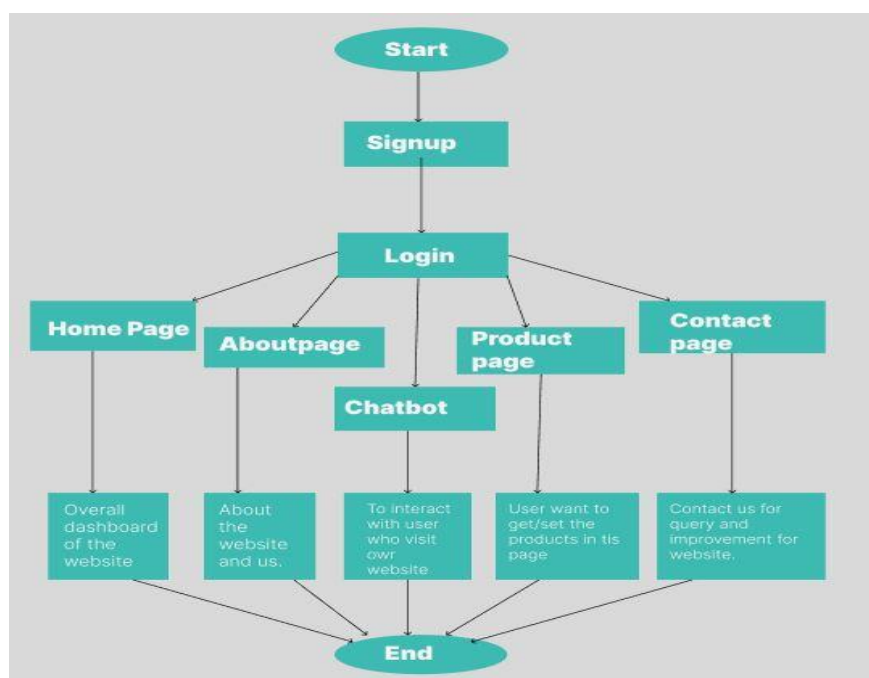 Start
Signup
Login
Home Page
Aboutpage
Product
page
Contact
page
Chatbot
Overall
dashboard
of the
website
About
the
website
and us.
To interact
with user
who visit
owr
website
User want to
get/set the
products in tis
page
Contact us for
query and
improvement for
website.
End